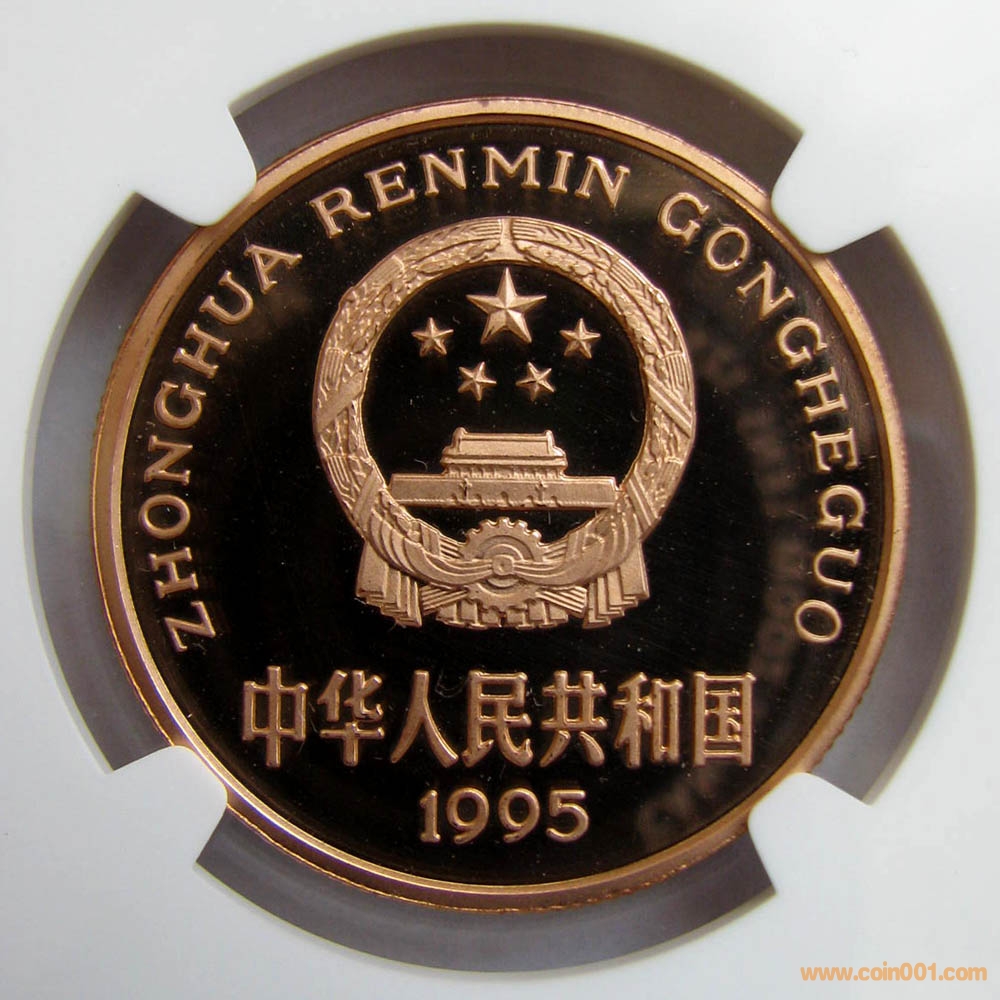 ZHONGHUA RENMIN GONGHEGUO
中华人民共和国
1995
www.coin001.com